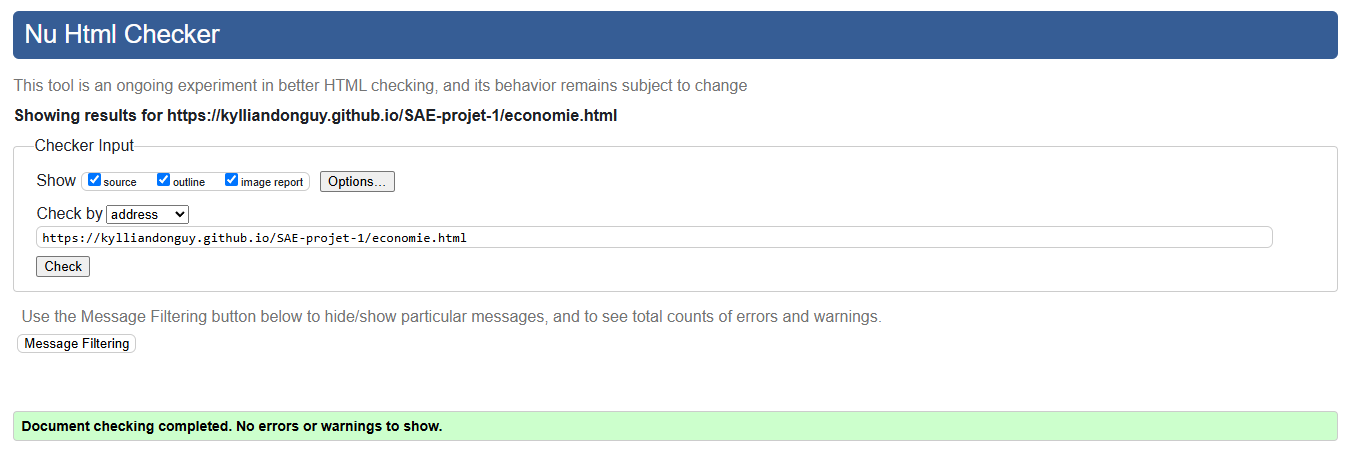 Nu Html Checker
This tool is an ongoing experiment in better HTML checking, and its behavior remains subject to change
Showing results for https://kylliandonguy.github.io/SAE-projet-1/economie.html
Checker Input
Show source outline image report Options...
Check by address
https://kylliandonguy.github.io/SAE-projet-1/economie.html
Check
Use the Message Filtering button below to hide/show particular messages, and to see total counts of errors and warnings.
Message Filtering
Document checking completed. No errors or warnings to show.